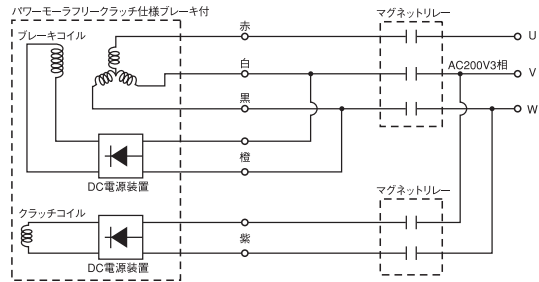 パワーモーラフリークラッチ仕様ブレーキ付
マグネットリレー
赤
U
ブレーキコイル
白
AC200V3相
V
黒
W
橙
DC電源装置
マグネットリレー
クラッチコイル
紫
DC電源装置